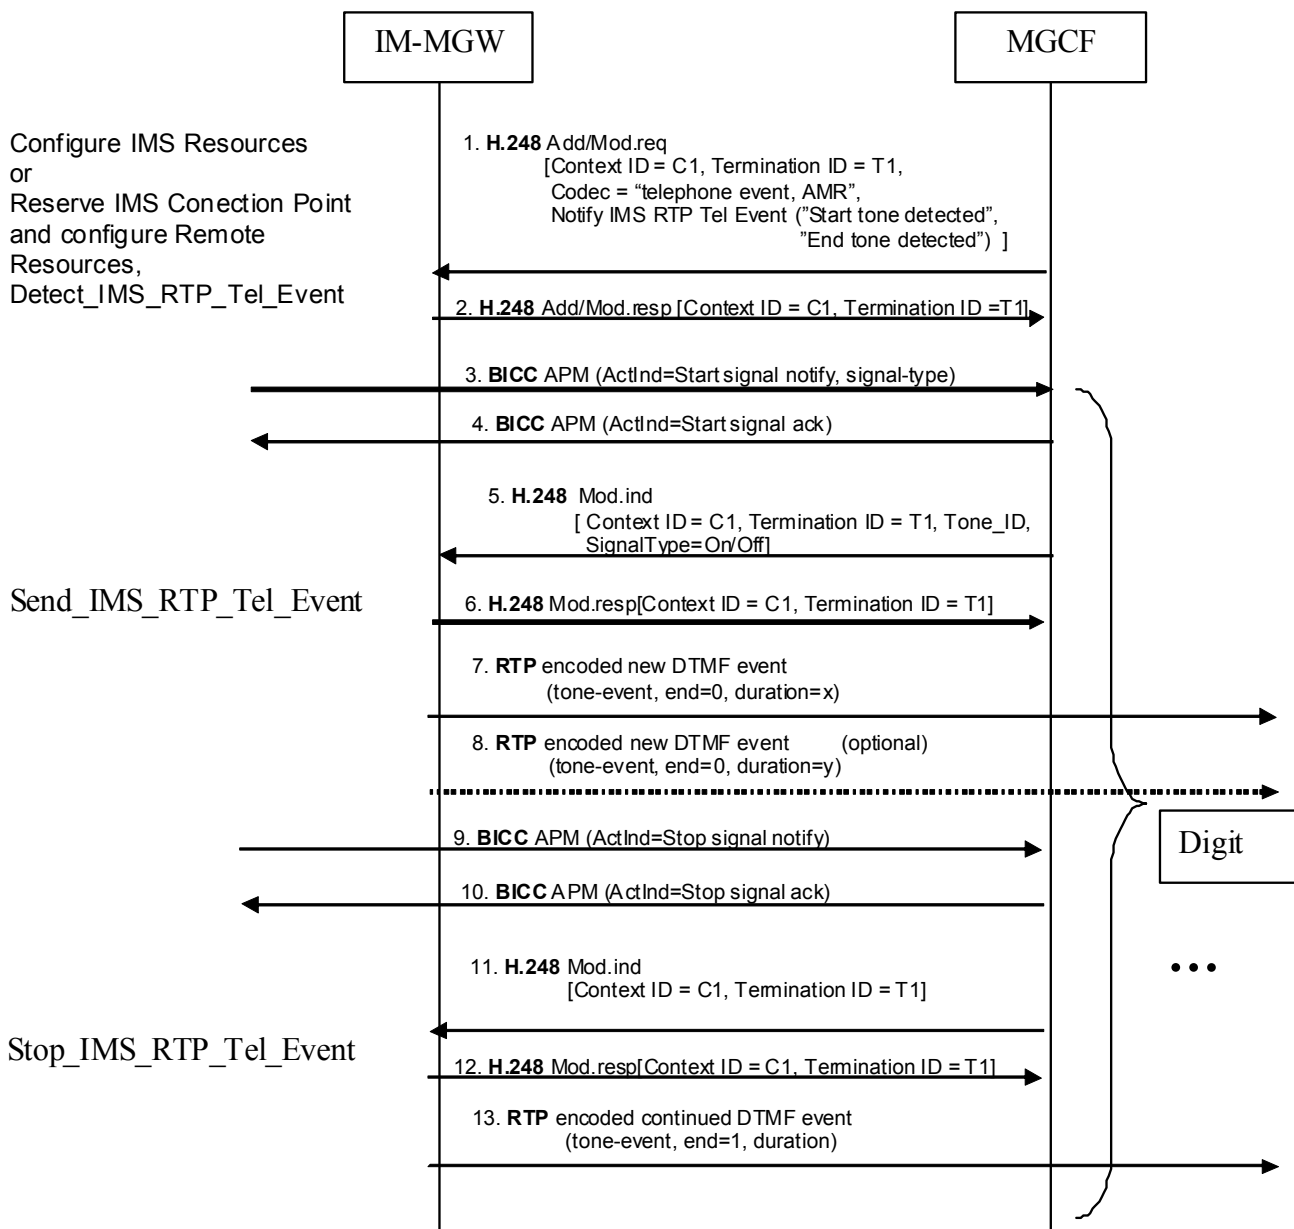 IM-MGW
MGCF
Configure IMS Resources
or
Reserve IMS Conection Point
and configure Remote
Resources,
Detect_IMS_RTP_Tel_Event
1. H.248 Add/Mod.req
[Context ID = C1, Termination ID = T1,
Codec = “telephone event, AMR”,
Notify IMS RTP Tel Event (”Start tone detected”,
”End tone detected”) ]
2. H.248 Add/Mod.resp [Context ID = C1, Termination ID =T1]
3. BICC APM (ActInd=Start signal notify, signal-type)
4. BICC APM (ActInd=Start signal ack)
5. H.248 Mod.ind
[ Context ID = C1, Termination ID = T1, Tone_ID,
SignalType=On/Off]
Send_IMS_RTP_Tel_Event
6. H.248 Mod.resp[Context ID = C1, Termination ID = T1]
7. RTP encoded new DTMF event
(tone-event, end=0, duration=x)
8. RTP encoded new DTMF event (optional)
(tone-event, end=0, duration=y)
9. BICC APM (ActInd=Stop signal notify)
Digit
10. BICC APM (ActInd=Stop signal ack)
11. H.248 Mod.ind
[Context ID = C1, Termination ID = T1]
...
Stop_IMS_RTP_Tel_Event
12. H.248 Mod.resp[Context ID = C1, Termination ID = T1]
13. RTP encoded continued DTMF event
(tone-event, end=1, duration)